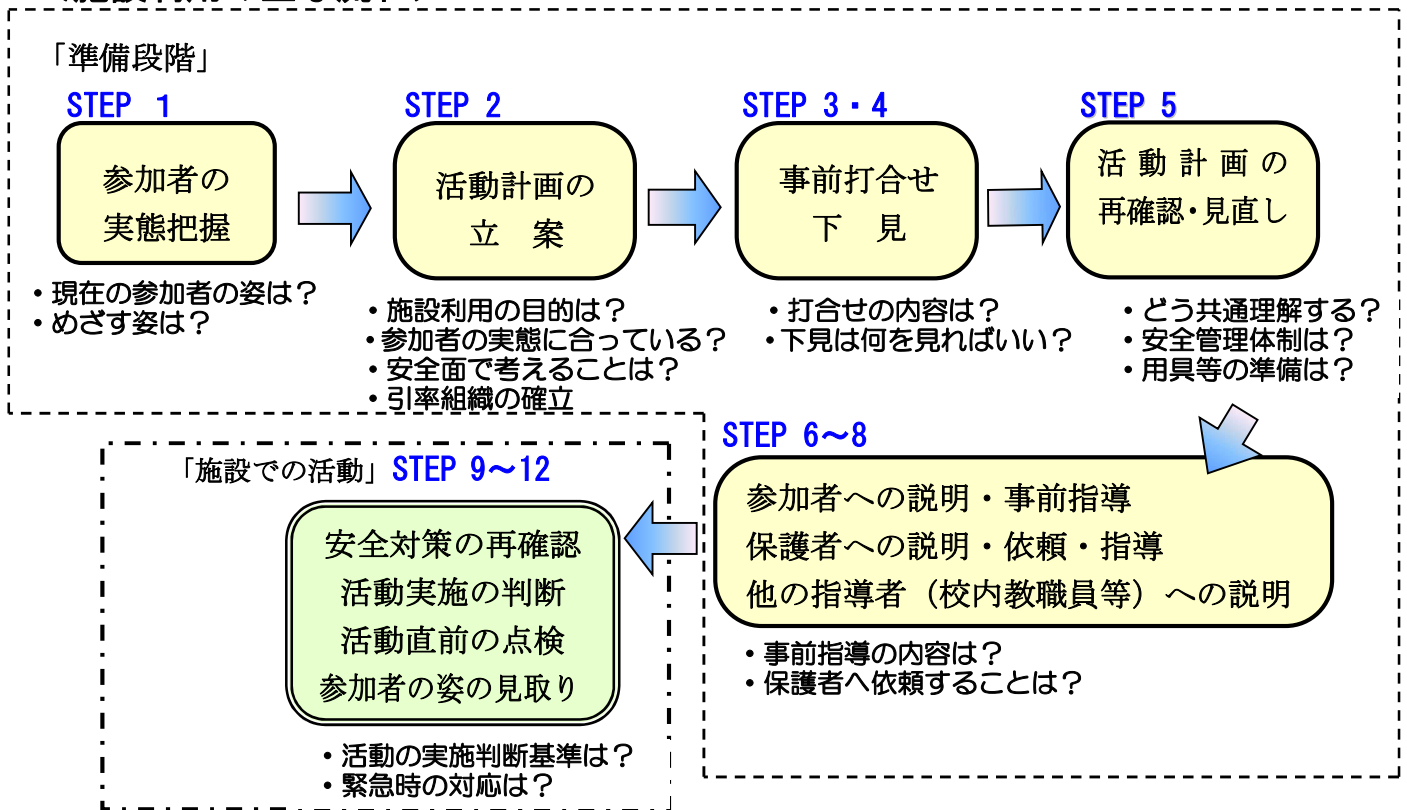 「準備段階」
STEP 1
参加者の
実態把握
・現在の参加者の姿は？
・めざす姿は？
STEP 2
活動計画の
立　案
・施設利用の目的は？
・参加者の実態に合っている？
・安全面で考えることは？
・引率組織の確立
STEP 3・4
事前打合せ
下　見
・打合せの内容は？
・下見は何を見ればいい？
STEP 5
活動計画の
再確認・見直し
・どう共通理解する？
・安全管理体制は？
・用具等の準備は？
STEP 6～8
参加者への説明・事前指導
保護者への説明・依頼・指導
他の指導者（校内教職員等）への説明
・事前指導の内容は？
・保護者へ依頼することは？
「施設での活動」STEP 9～12
安全対策の再確認
活動実施の判断
活動直前の点検
参加者の姿の見取り
・活動の実施判断基準は？
・緊急時の対応は？